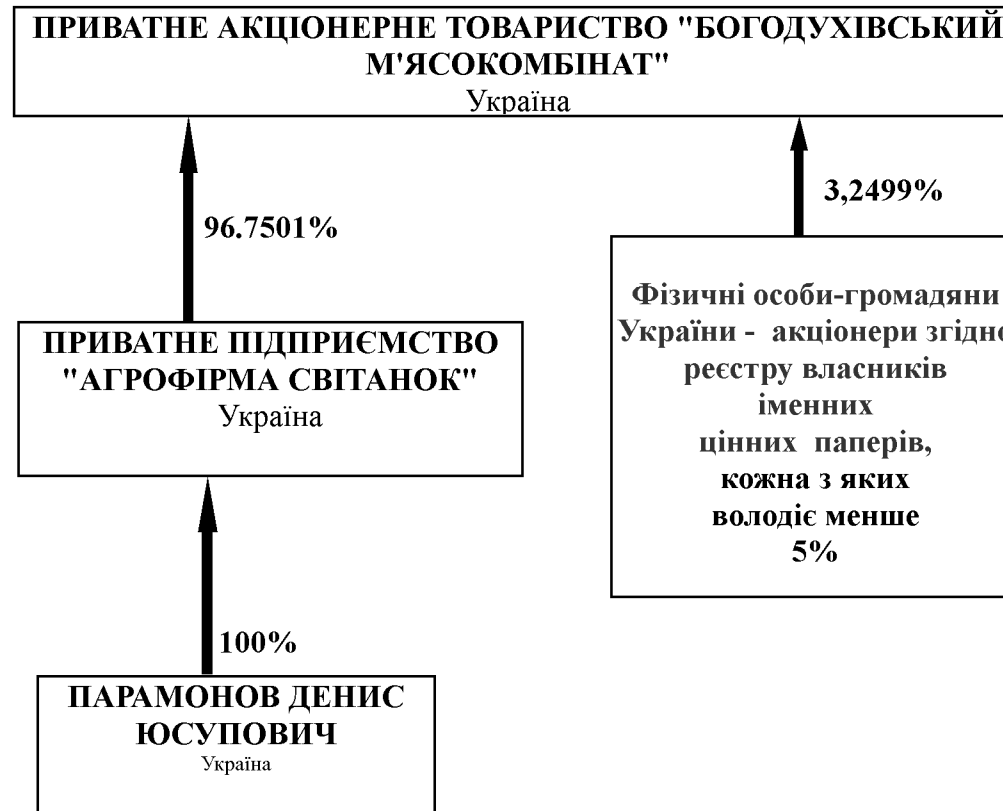 ПРИВАТНЕ АКЦІОНЕРНЕ ТОВАРИСТВО "БОГОДУХІВСЬКИЙ
М'ЯСОКОМБІНАТ"
Україна
96.7501%
3,2499%
ПРИВАТНЕ ПІДПРИЄМСТВО
"АГРОФІРМА СВІТАНОК"
Україна
Фізичні особи-громадяни
України - акціонери згідно
реєстру власників
іменних
цінних паперів,
кожна з яких
володіє менше
5%
100%
ПАРАМОНОВ ДЕНИС
ЮСУПОВИЧ
Україна